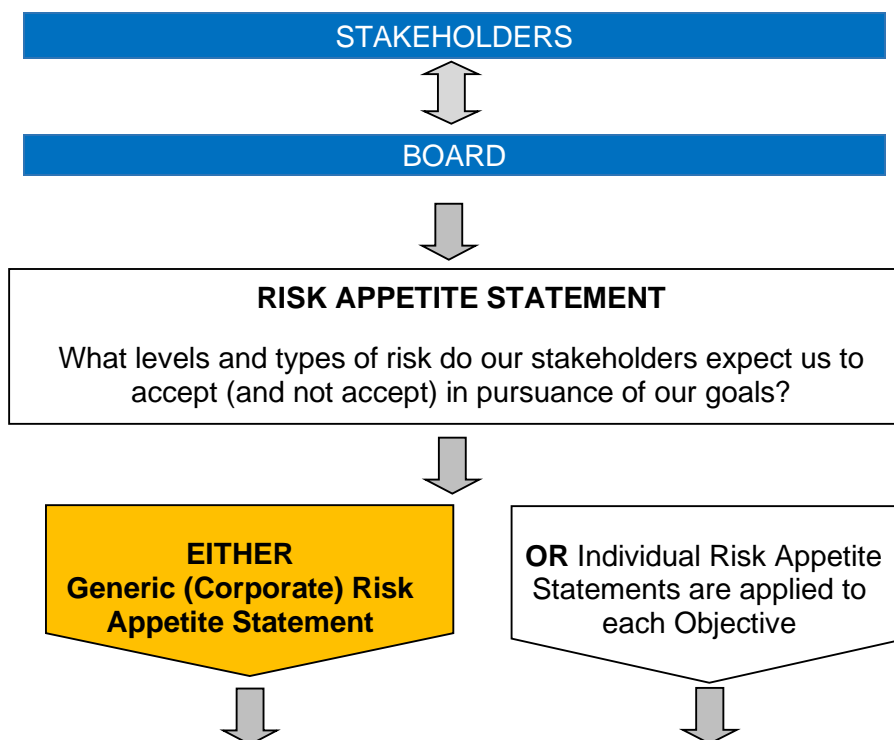 STAKEHOLDERS
BOARD
RISK APPETITE STATEMENT
What levels and types of risk do our stakeholders expect us to
accept (and not accept) in pursuance of our goals?
EITHER
Generic (Corporate) Risk
Appetite Statement
OR Individual Risk Appetite
Statements are applied to
each Objective